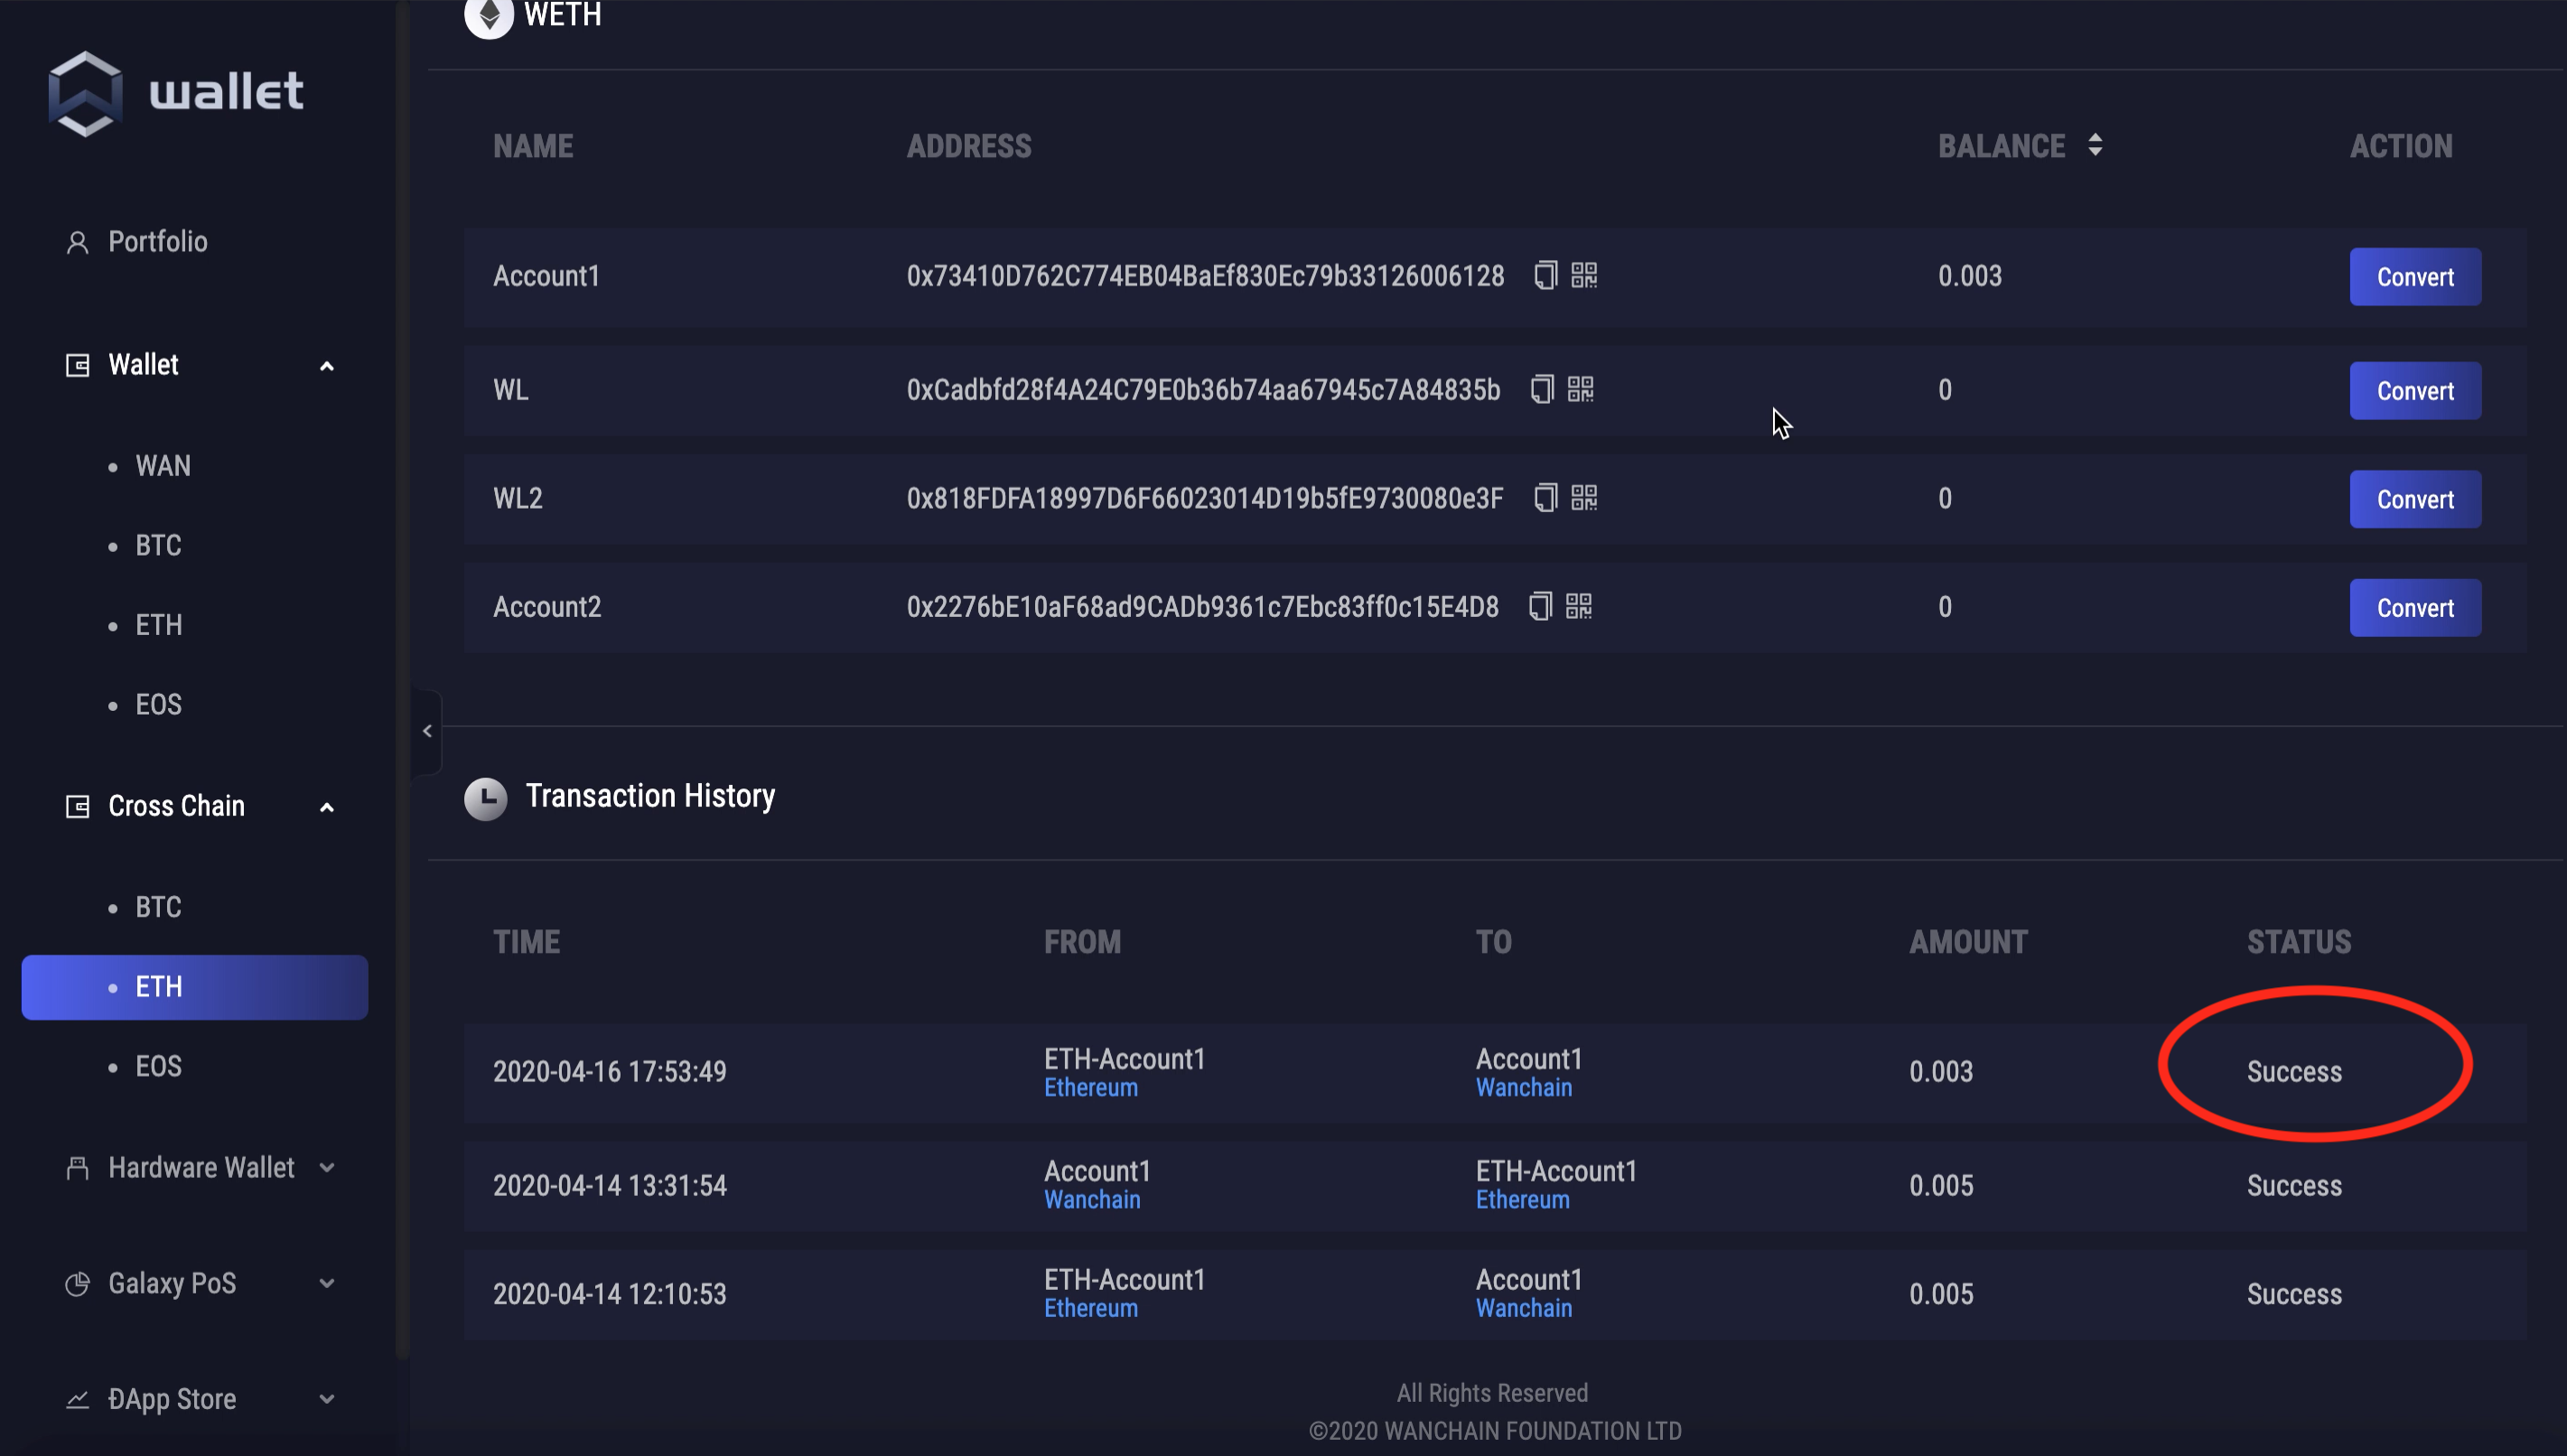 wallet
Portfolio
Wallet
WAN
BTC
ETH
EOS
Cross Chain
BTC
ETH
EOS
Hardware Wallet
Galaxy PoS
ĐApp Store
WETH
NAME ADDRESS BALANCE ACTION
Account1 0x73410D762C774EB04BaEf830Ec79b33126006128 0.003 Convert
WL 0xCadbfd28f4A24C79E0b36b74aa67945c7A84835b 0 Convert
WL2 0x818FDFA18997D6F66023014D19b5fE9730080e3F 0 Convert
Account2 0x2276bE10aF68ad9CADb9361c7Ebc83ff0c15E4D8 0 Convert
Transaction History
TIME FROM TO AMOUNT STATUS
2020-04-16 17:53:49 ETH-Account1 Account1 0.003 Success
Ethereum Wanchain
2020-04-14 13:31:54 Account1 ETH-Account1 0.005 Success
Wanchain Ethereum
2020-04-14 12:10:53 ETH-Account1 Account1 0.005 Success
Ethereum Wanchain
All Rights Reserved
©2020 WANCHAIN FOUNDATION LTD